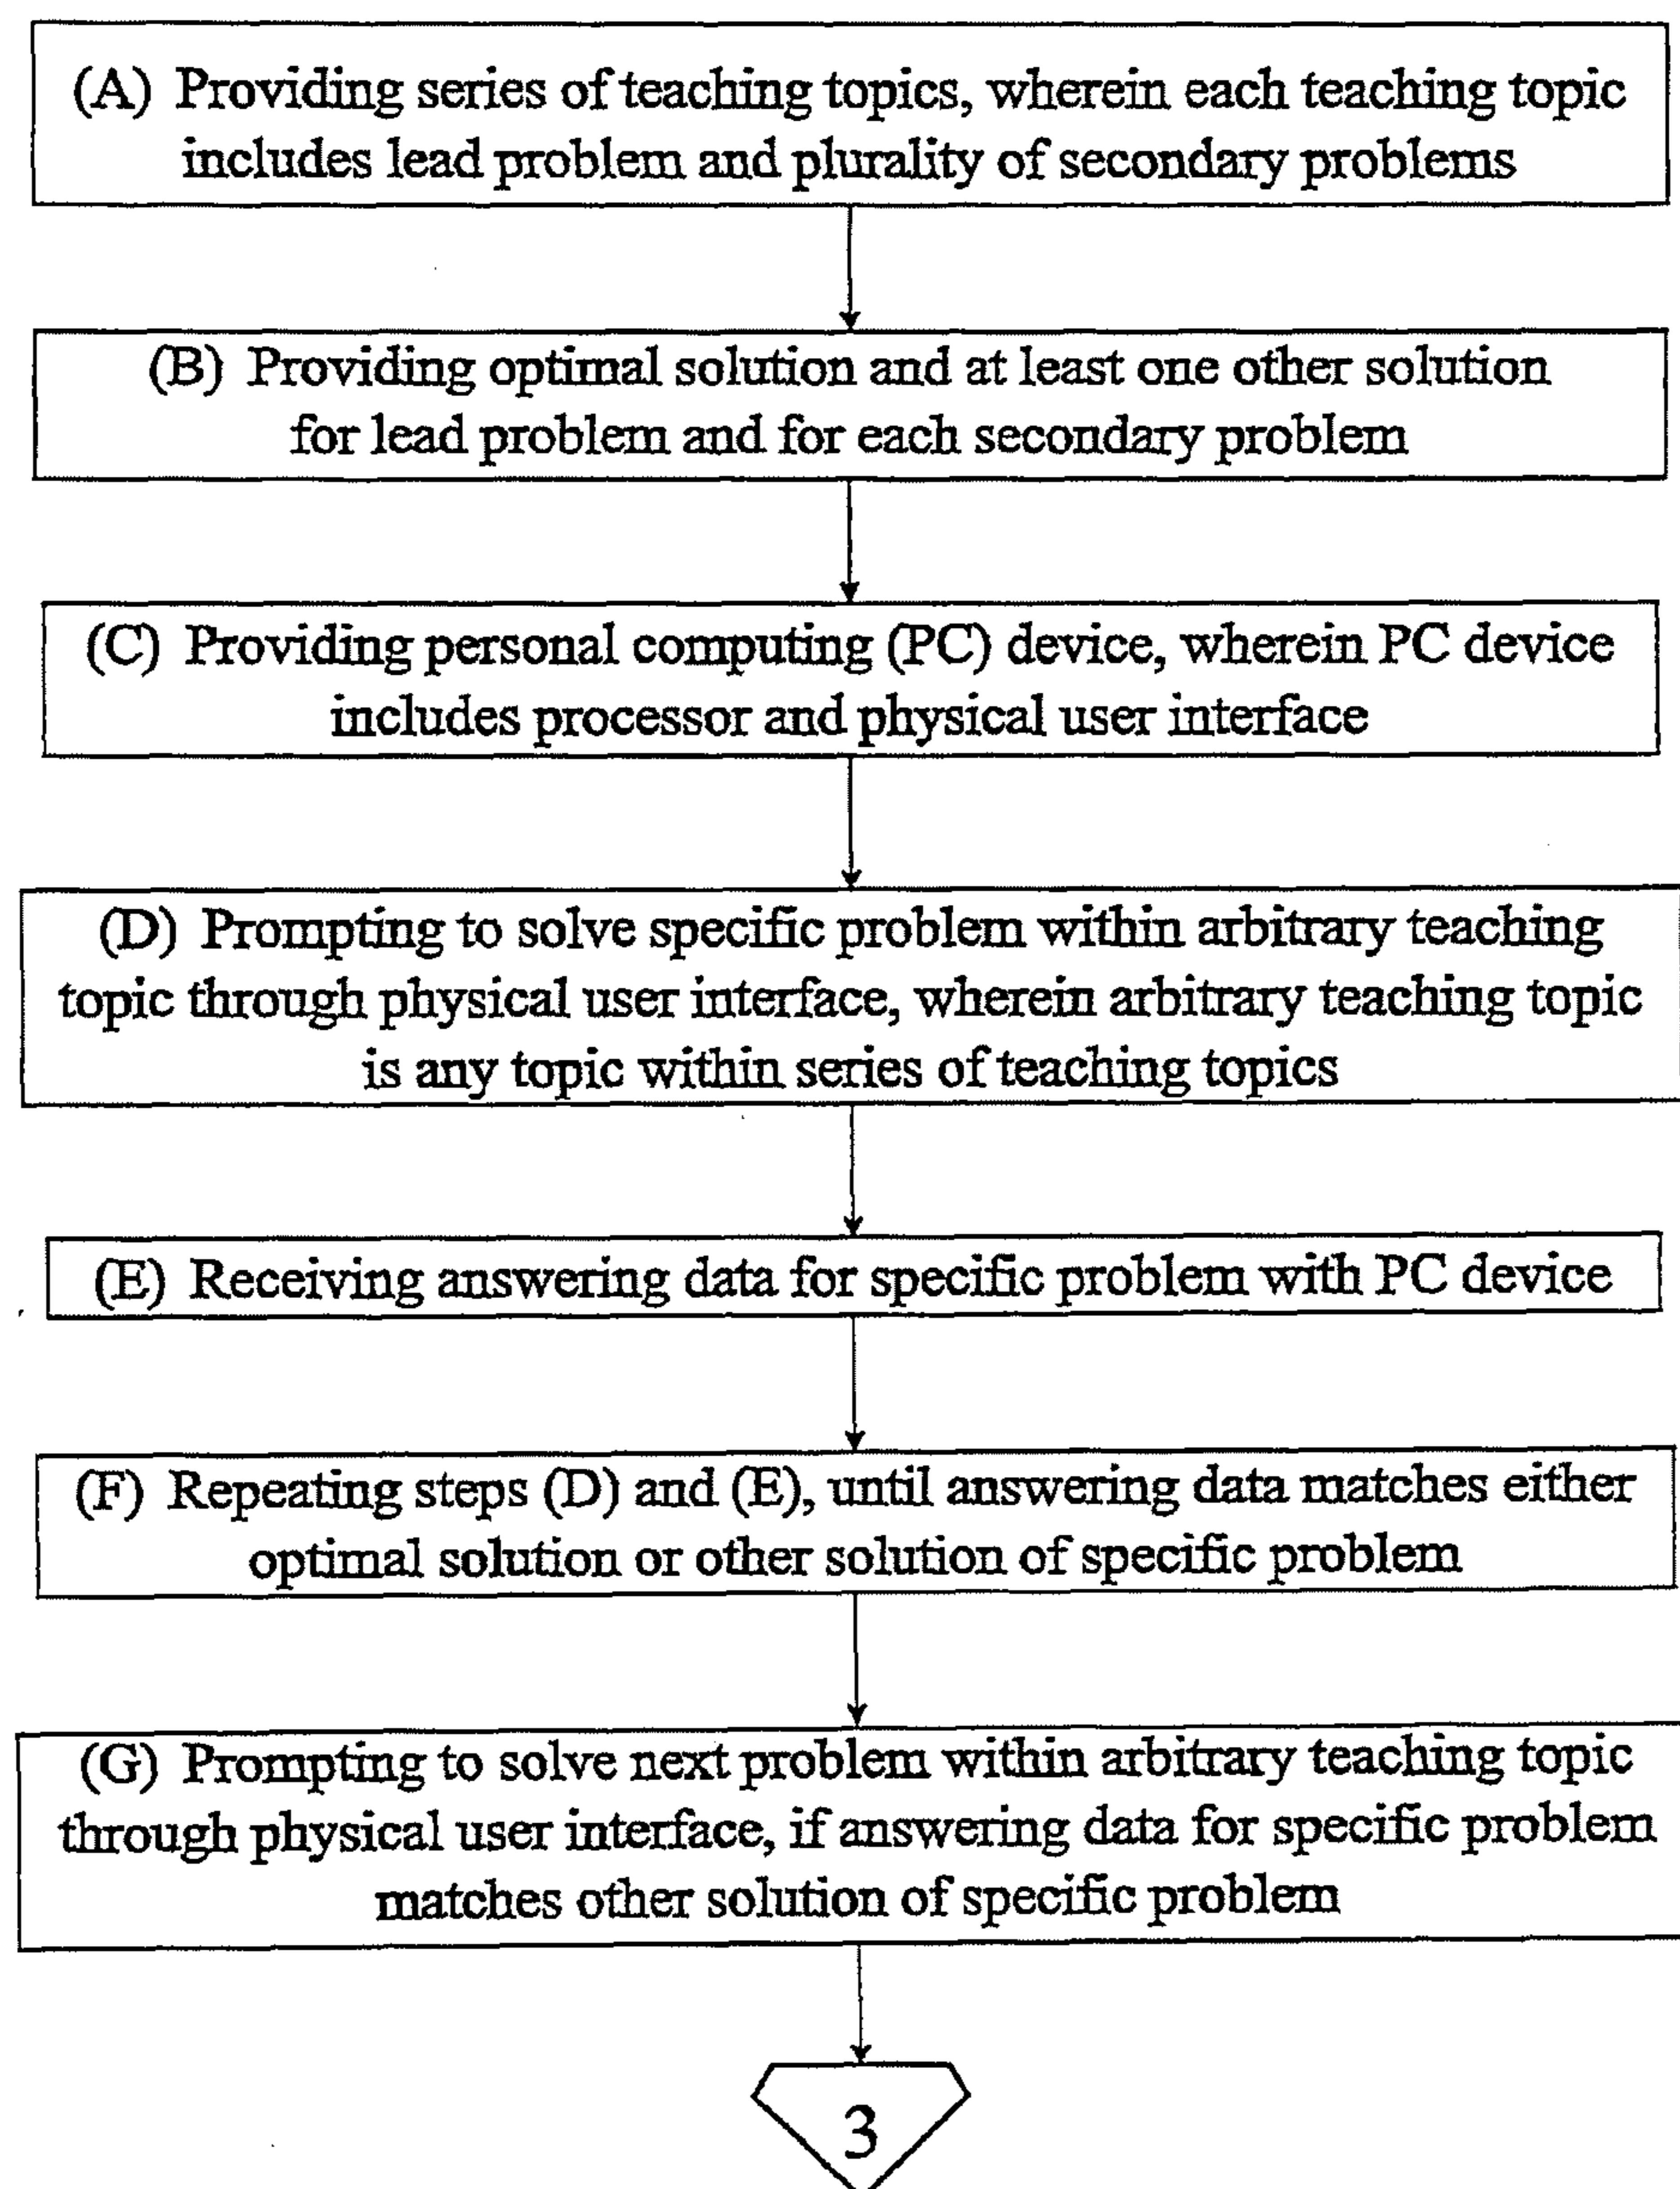 (A) Providing series of teaching topics, wherein each teaching topic
includes lead problem and plurality of secondary problems
(B) Providing optimal solution and at least one other solution
for lead problem and for each secondary problem
(C) Providing personal computing (PC) device, wherein PC device
includes processor and physical user interface
(D) Prompting to solve specific problem within arbitrary teaching
topic through physical user interface, wherein arbitrary teaching topic
is any topic within series of teaching topics
(E) Receiving answering data for specific problem with PC device
(F) Repeating steps (D) and (E), until answering data matches either
optimal solution or other solution of specific problem
(G) Prompting to solve next problem within arbitrary teaching topic
through physical user interface, if answering data for specific problem
matches other solution of specific problem
3